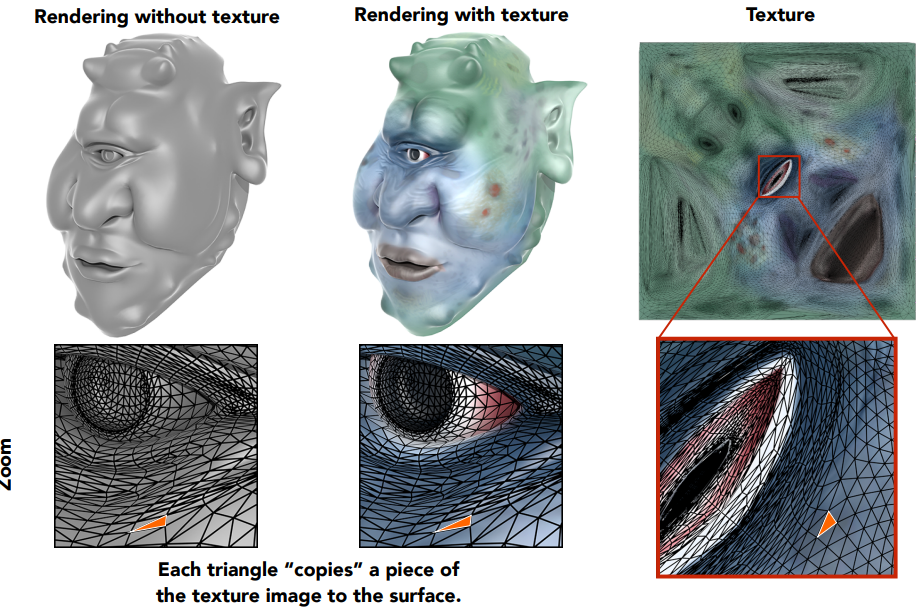 Rendering without texture
Rendering with texture
Texture
Zoom
Each triangle “copies” a piece of
the texture image to the surface.